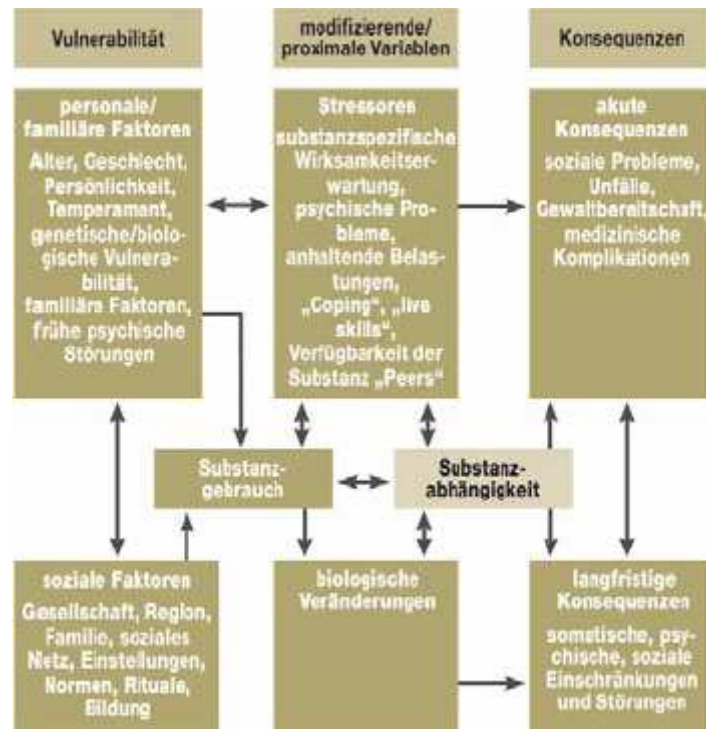 Vulnerabilität
modifizierende/
proximale Variablen
Konsequenzen
personale/
familiäre Faktoren
Alter, Geschlecht,
Persönlichkeit,
Temperament,
genetische/biolo-
gische Vulnera-
bilität,
familiäre Faktoren,
frühe psychische
Störungen
Stressoren
substanzspezifische
Wirksamkeitser-
wartung,
psychische Pro-
bleme,
anhaltende Belas-
tungen,
„Coping“, „live
skills“,
Verfügbarkeit der
Substanz „Peers“
akute
Konsequenzen
soziale Probleme,
Unfälle,
Gewaltbereitschaft,
medizinische
Komplikationen
Substanz-
gebrauch
Substanz-
abhängigkeit
soziale Faktoren
Gesellschaft, Region,
Familie, soziales
Netz, Einstellungen,
Normen, Rituale,
Bildung
biologische
Veränderungen
langfristige
Konsequenzen
somatische, psy-
chische, soziale
Einschränkungen
und Störungen